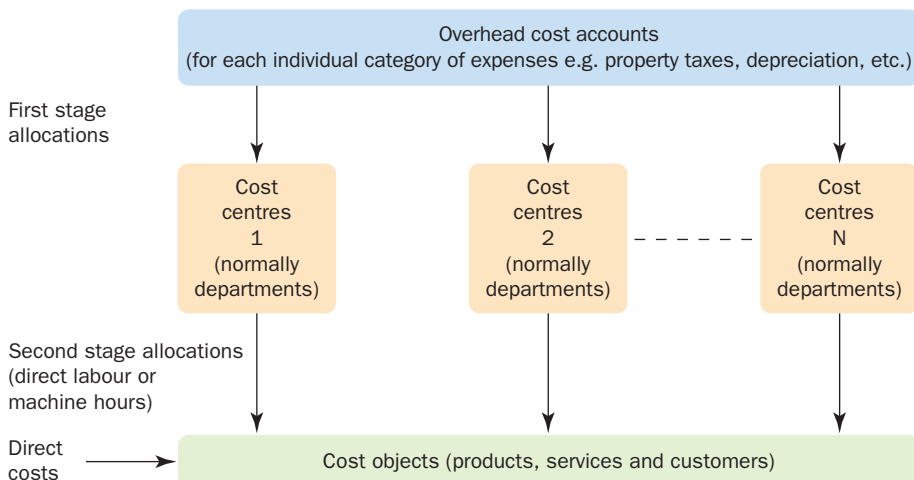 Overhead cost accounts
(for each individual category of expenses e.g. property taxes, depreciation, etc.)
First stage
allocations
Cost
centres
1
(normally
departments)
Cost
centres
2
(normally
departments)
Cost
centres
N
(normally
departments)
Second stage allocations
(direct labour or
machine hours)
Direct
costs
Cost objects (products, services and customers)